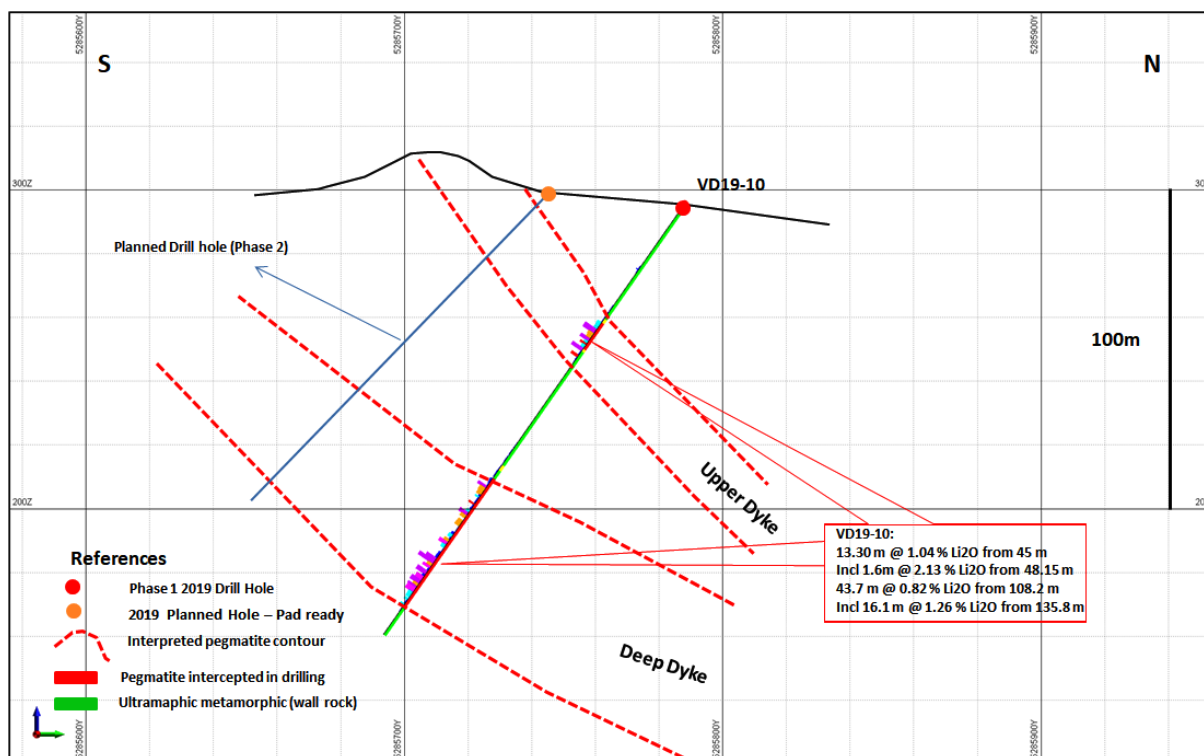 5285600Y
5285700Y
5285800Y
5285900Y
S
N
300Z
VD19-10
30
Planned Drill hole (Phase 2)
100m
Upper Dyke
200Z
20
VD19-10:
13.30 m @ 1.04 % Li2O from 45 m
Incl 1.6m @ 2.13 % Li2O from 48.15 m
43.7 m @ 0.82 % Li2O from 108.2 m
Incl 16.1 m @ 1.26 % Li2O from 135.8 m
Deep Dyke
References
Phase 1 2019 Drill Hole
2019 Planned Hole – Pad ready
Interpreted pegmatite contour
Pegmatite intercepted in drilling
Ultramaphic metamorphic (wall rock)
5285600Y
5285700Y
5285800Y
5285900Y